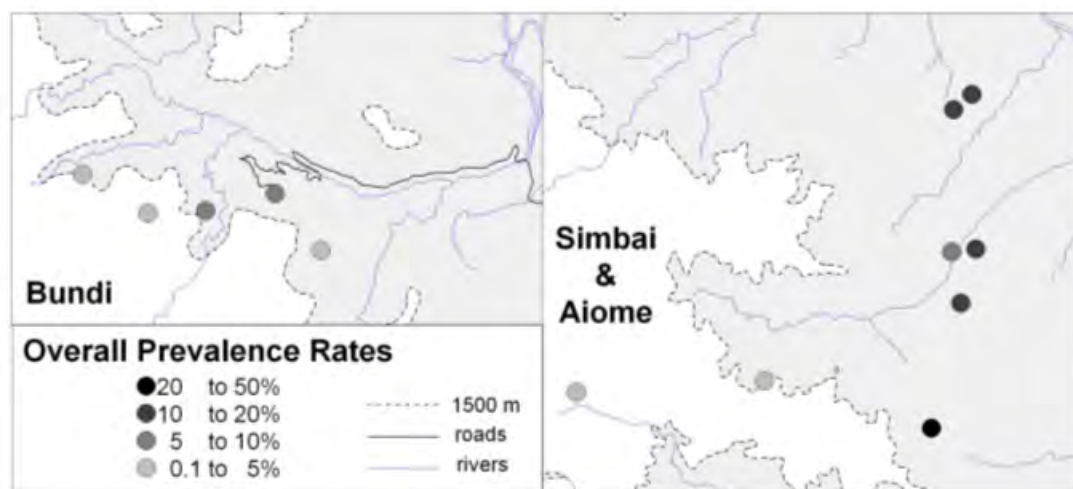 Bundi
Simbai
&
Aiome
Overall Prevalence Rates
20 to 50%
10 to 20%
5 to 10%
0.1 to 5%
1500 m
roads
rivers